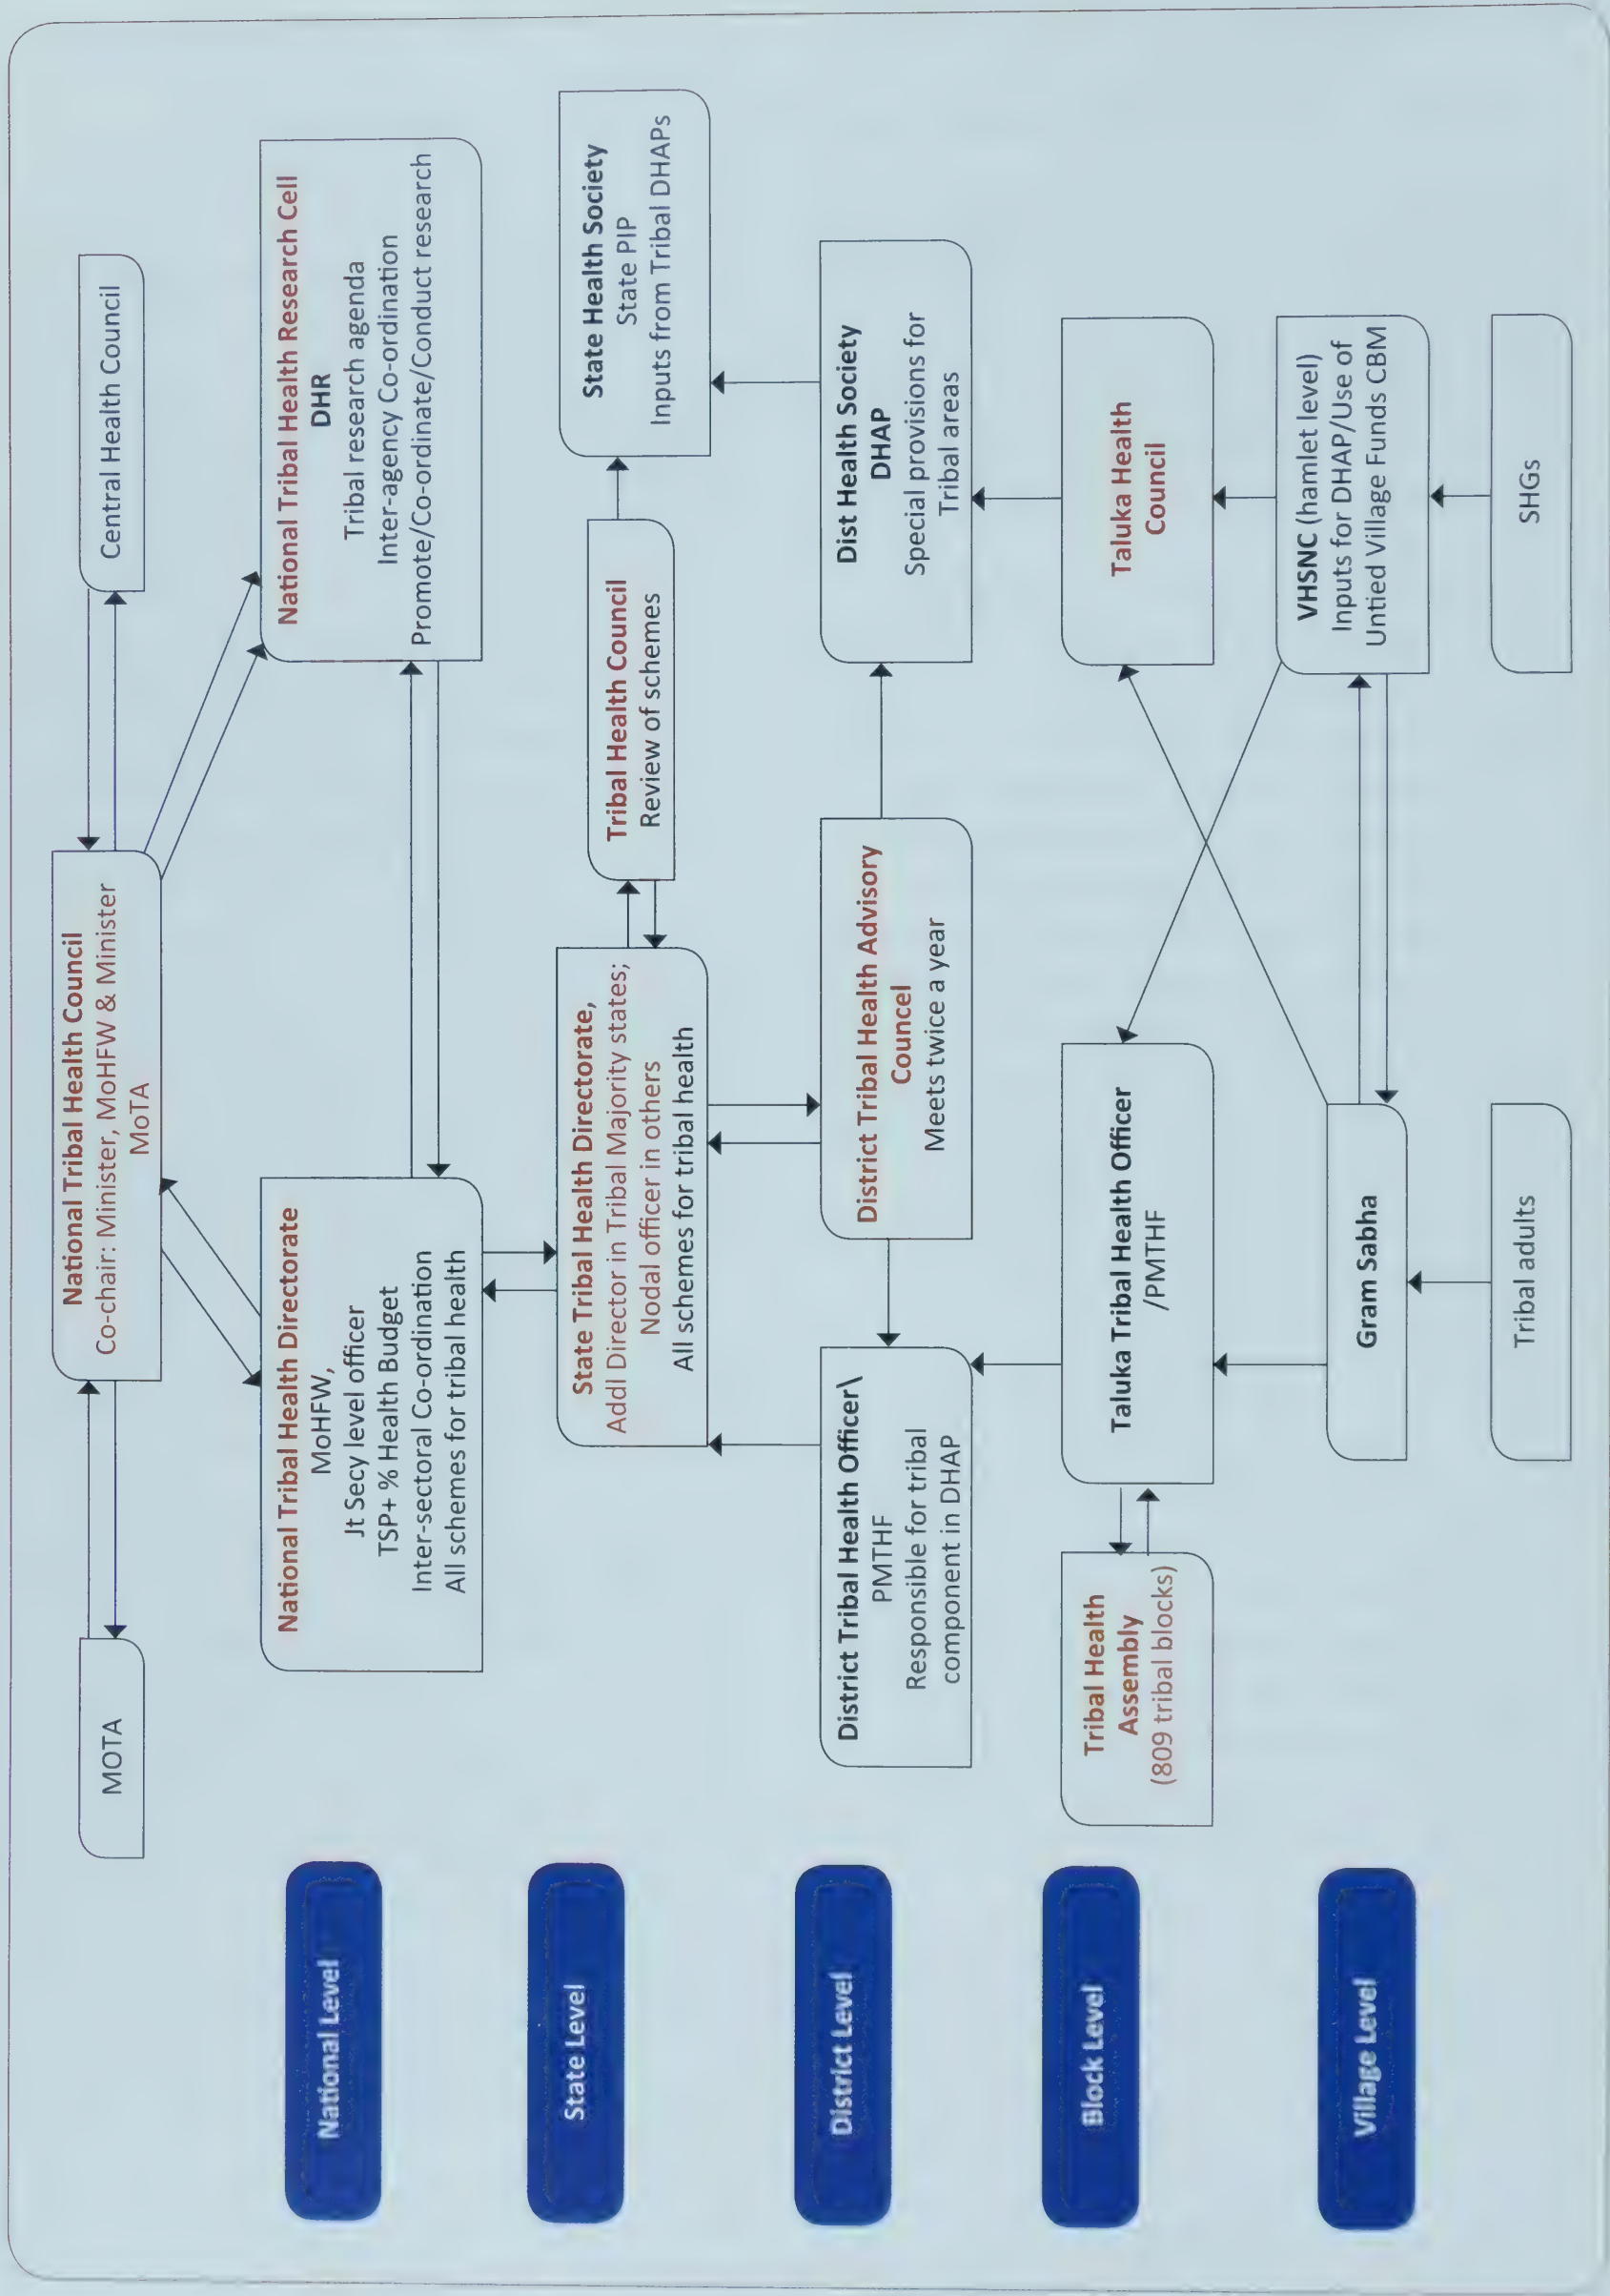 MOTA
National Tribal Health Council
Co-chair: Minister, MoHFW & Minister
MoTA
Central Health Council
National Level
National Tribal Health Directorate
MoHFW,
Jt Secy level officer
TSP+ % Health Budget
Inter-sectoral Co-ordination
All schemes for tribal health
National Tribal Health Research Cell
DHR
Tribal research agenda
Inter-agency Co-ordination
Promote/Co-ordinate/Conduct research
State Level
State Tribal Health Directorate,
Addl Director in Tribal Majority states;
Nodal officer in others
All schemes for tribal health
Tribal Health Council
Review of schemes
State Health Society
State PIP
Inputs from Tribal DHAPs
District Level
District Tribal Health Officer\
PMTHF
Responsible for tribal
component in DHAP
District Tribal Health Advisory
Councel
Meets twice a year
Dist Health Society
DHAP
Special provisions for
Tribal areas
Block Level
Tribal Health
Assembly
(809 tribal blocks)
Taluka Tribal Health Officer
/PMTHF
Taluka Health
Council
Village Level
Gram Sabha
VHSNC (hamlet level)
Inputs for DHAP/Use of
Untied Village Funds CBM
Tribal adults
SHGs